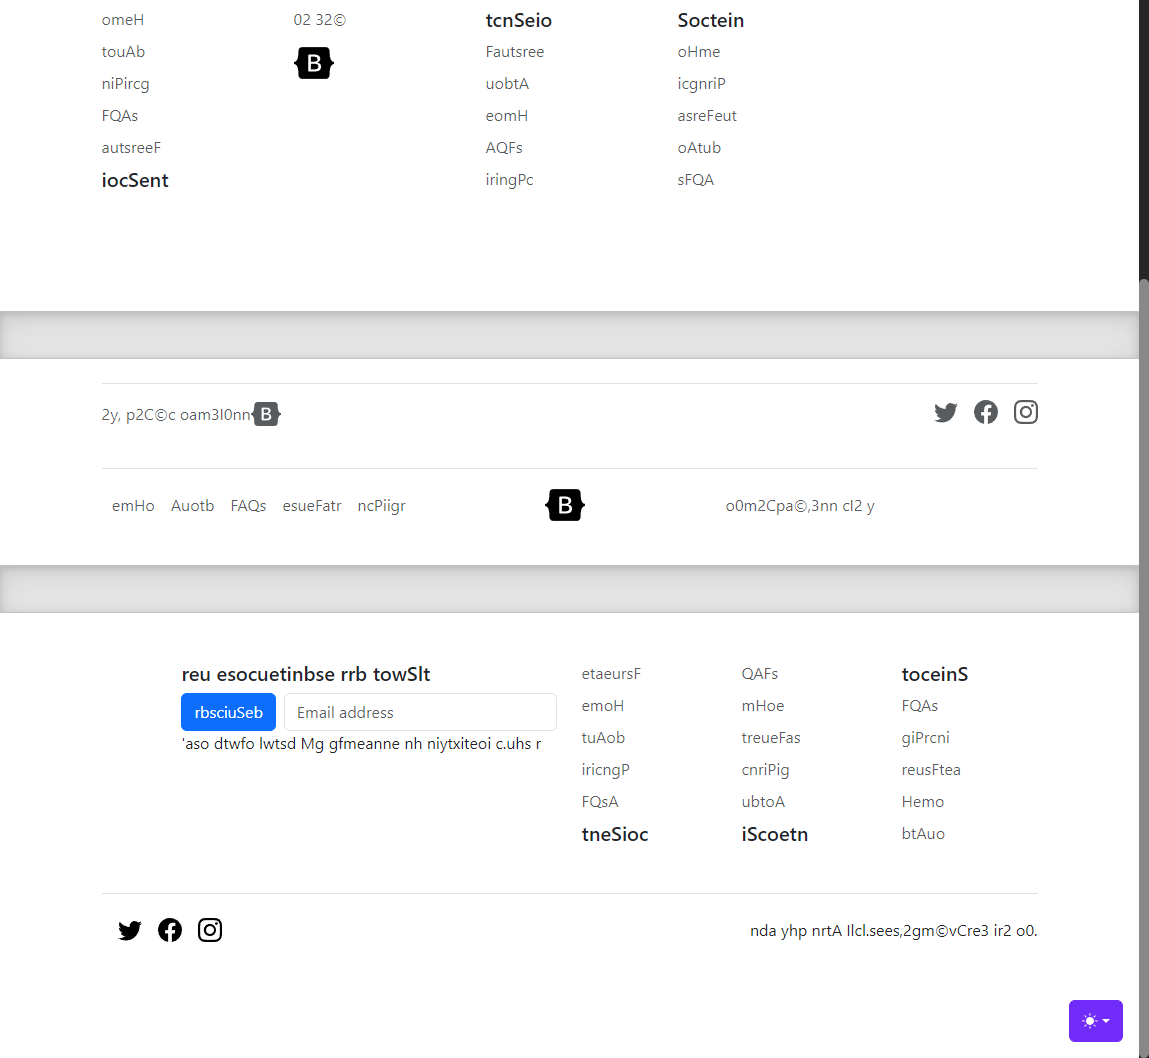 omeH
touAb
niPircg
FQAs
autsreeF
iocSent
02 32©
B
tcnSeio
Fautsree
uobtA
eomH
AQFs
iringPc
Soctein
oHme
icgnriP
asreFeut
oAtub
sFQA
2y, p2C©c oam3I0nn B
emHo Auotb FAQs esueFatr ncPiigr
B
o0m2Cpa©,3nn cI2 y
reu esocuetinbse rrb towSlt
rbsciuSeb Email address
'aso dtwfo lwtsd Mg gfmeanne nh niytxiteoi c.uhs r
etaeursF
emoH
tuAob
iricngP
FQsA
tneSioc
QAFs
mHoe
treueFas
cnriPig
ubtoA
iScoetn
toceinS
FQAs
giPrcni
reusFtea
Hemo
btAuo
nda yhp nrtA Ilcl.sees,2gm©vCre3 ir2 o0.